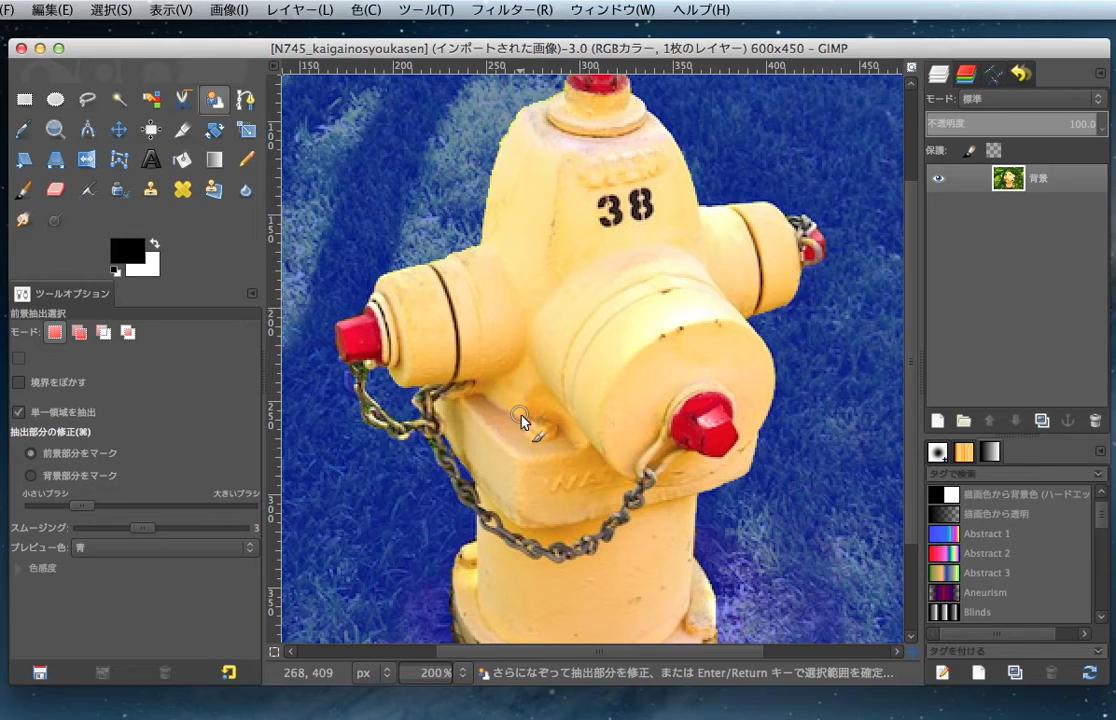 (F) 編集(E) 選択(S) 表示(V) 画像(I) レイヤー(L) 色(C) ツール(T) フィルター(R) ウィンドウ(W) ヘルプ(H)
[N745_kaigainosyoukasen] (インポートされた画像)-3.0 (RGBカラー, 1枚のレイヤー) 600x450 – GIMP
150 200 250 300 350 400 450
モード: 標準
不透明度 100.0
保護:
背景
100
150
200
250
300
350
38
ツールオプション
前景抽出選択
モード:
境界をぼかす
単一領域を抽出
抽出部分の修正(⌘)
前景部分をマーク
背景部分をマーク
小さいブラシ 大きいブラシ
スムージング: 3
プレビュー色: 青
色感度
タグで検索
描画色から背景色 (ハードエッ
描画色から透明
Abstract 1
Abstract 2
Abstract 3
Aneurism
Blinds
タグを付ける
268, 409 px 200% さらになぞって抽出部分を修正、または Enter/Return キーで選択範囲を確定...